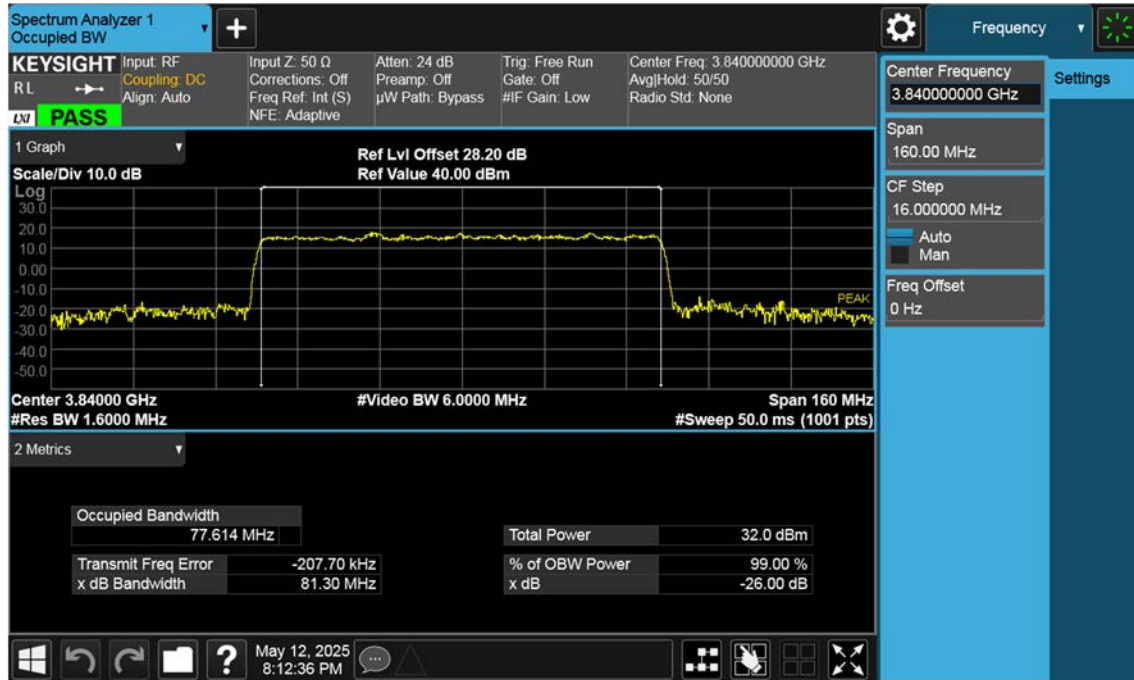 Spectrum Analyzer 1
Occupied BW
+
Frequency
KEYSIGHT
R L
LXI PASS
Input: RF
Coupling: DC
Align: Auto
Input Z: 50 Ω
Corrections: Off
Freq Ref: Int (S)
NFE: Adaptive
Atten: 24 dB
Preamp: Off
µW Path: Bypass
Trig: Free Run
Gate: Off
#IF Gain: Low
Center Freq: 3.840000000 GHz
Avg|Hold: 50/50
Radio Std: None
Center Frequency
3.840000000 GHz
Settings
Span
160.00 MHz
CF Step
16.000000 MHz
Auto
Man
Freq Offset
0 Hz
1 Graph
Scale/Div 10.0 dB
Ref Lvl Offset 28.20 dB
Ref Value 40.00 dBm
Log
30.0
20.0
10.0
0.00
-10.0
-20.0
-30.0
-40.0
-50.0
PEAK
Center 3.84000 GHz
#Video BW 6.0000 MHz
Span 160 MHz
#Res BW 1.6000 MHz
#Sweep 50.0 ms (1001 pts)
2 Metrics
Occupied Bandwidth
77.614 MHz
Total Power 32.0 dBm
Transmit Freq Error -207.70 kHz
% of OBW Power 99.00 %
x dB Bandwidth 81.30 MHz
x dB -26.00 dB
?
May 12, 2025
8:12:36 PM